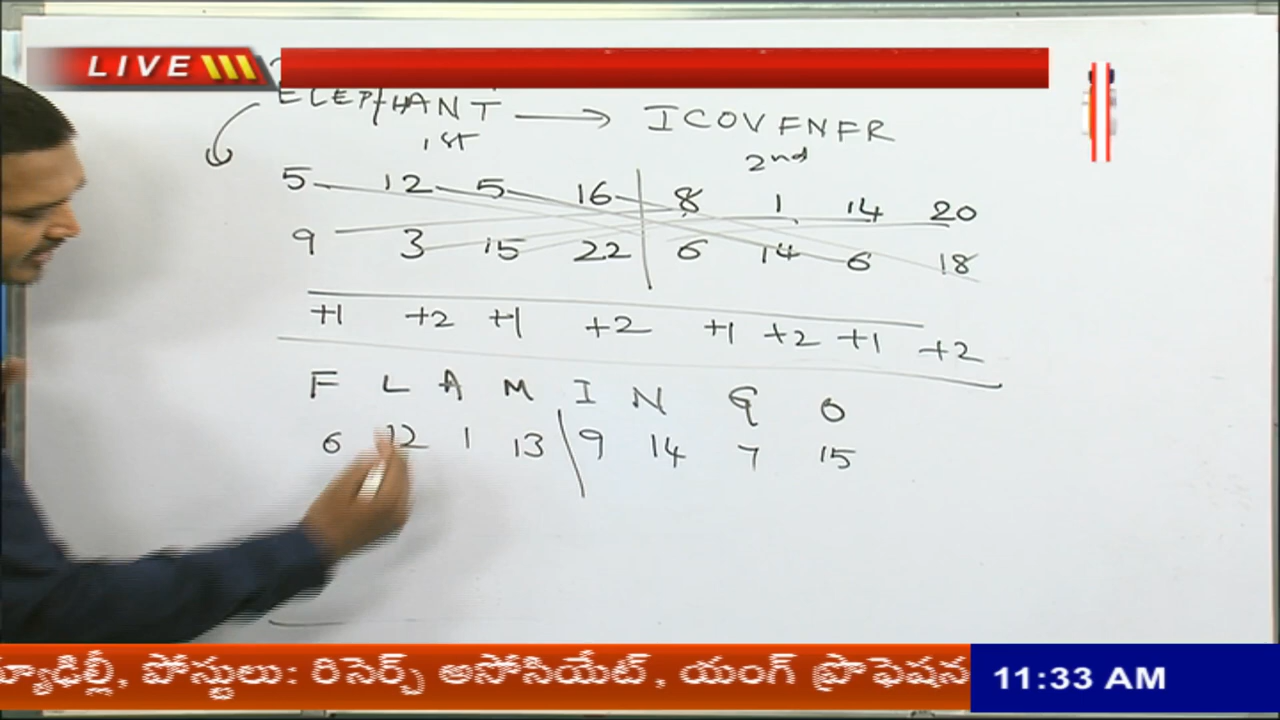 LIVE
ELEPHANT → ICOVFNFR
1st 2nd
5 12 5 16 8 1 14 20
9 3 15 22 6 14 6 18
+1 +2 +1 +2 +1 +2 +1 +2
F L A M I N G O
6 12 1 13 9 14 7 15
్యూఢిల్లీ, పోస్టులు: రిసెర్చ్ అసోసియేట్, యంగ్ ప్రొఫెషన 11:33 AM